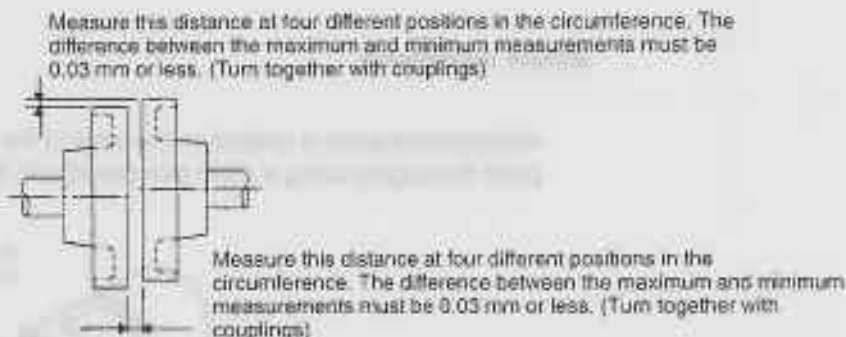 Measure this distance at four different positions in the circumference. The
difference between the maximum and minimum measurements must be
0.03 mm or less. (Turn together with couplings)
Measure this distance at four different positions in the
circumference. The difference between the maximum and minimum
measurements must be 0.03 mm or less. (Turn together with
couplings)